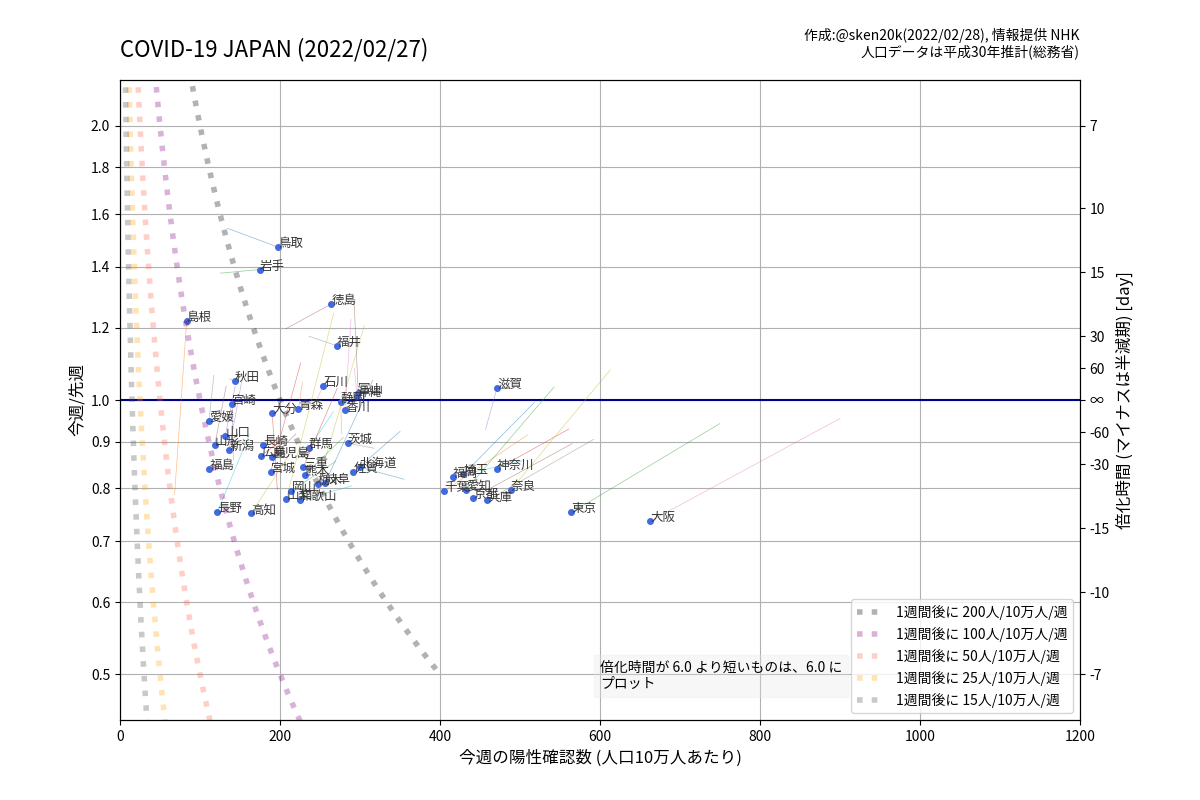 COVID-19 JAPAN (2022/02/27)
作成:@sken20k(2022/02/28), 情報提供 NHK
人口データは平成30年推計(総務省)
今週/先週
2.0
1.8
1.6
1.4
1.2
1.0
0.9
0.8
0.7
0.6
0.5
鳥取
岩手
徳島
島根
福井
秋田
石川
滋賀
宮崎
大分
青森
香川
愛媛
山口
新潟
長崎
鹿児島
群馬
茨城
福島
宮城
三重
熊本
佐賀
北海道
岡山
和歌山
長野
高知
福岡
埼玉
神奈川
千葉
愛知
京都
兵庫
奈良
東京
大阪
倍化時間が 6.0 より短いものは、6.0 に
プロット
1週間後に 200人/10万人/週
1週間後に 100人/10万人/週
1週間後に 50人/10万人/週
1週間後に 25人/10万人/週
1週間後に 15人/10万人/週
7
10
15
30
60
∞
-60
-30
-15
-10
-7
倍化時間 (マイナスは半減期) [day]
0
200
400
600
800
1000
1200
今週の陽性確認数 (人口10万人あたり)